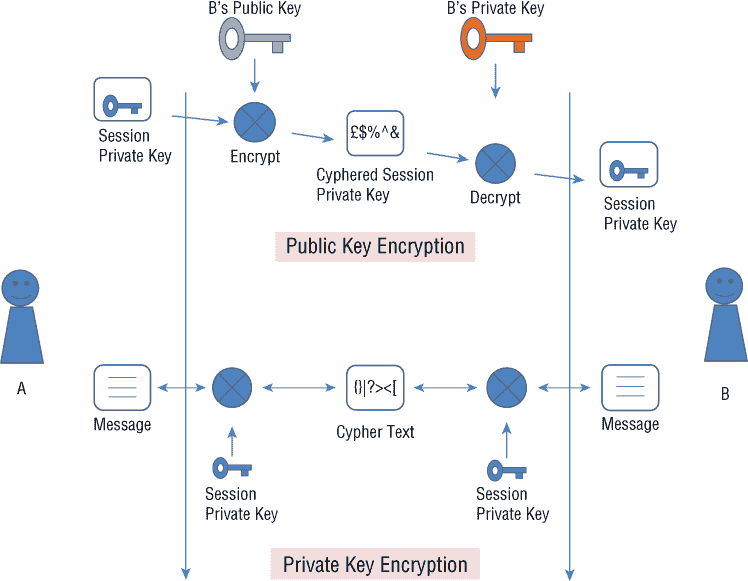 B's Public Key
B's Private Key
£$%^&
Session
Private Key
Encrypt
Cyphered Session
Private Key
Decrypt
Session
Private Key
Public Key Encryption
A
B
{}|?><[
Message
Cypher Text
Message
Session
Private Key
Session
Private Key
Private Key Encryption